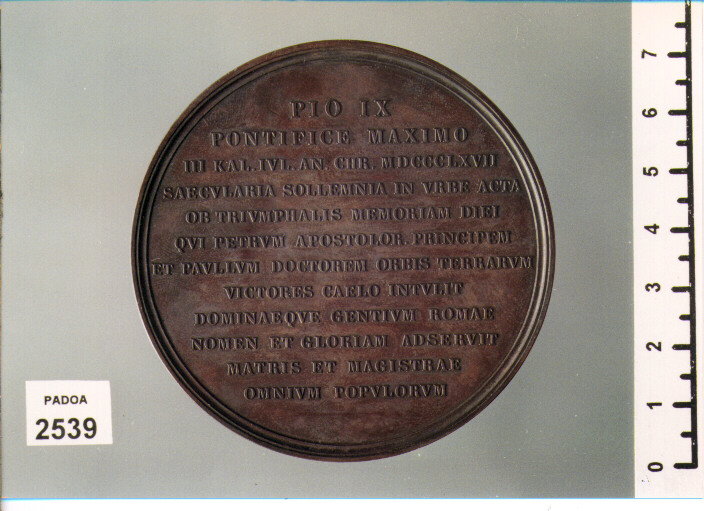 PIO IX
PONTIFICE MAXIMO
III KAL. IVL. AN. CHR. MDCCCLXVII
SAECVLARIA SOLLEMNIA IN VRBE ACTA
OB TRIVMPHALIS MEMORIAM DIEI
QVI PETRVM APOSTOLOR. PRINCIPEM
ET PAVLLVM DOCTOREM ORBIS TERRARVM
VICTORES CAELO INTVLIT
DOMINAEQVE GENTIVM ROMAE
NOMEN ET GLORIAM ADSERVIT
MATRIS ET MAGISTRAE
OMNIVM POPVLORVM
PADOA
2539
7
6
5
4
3
2
1
0